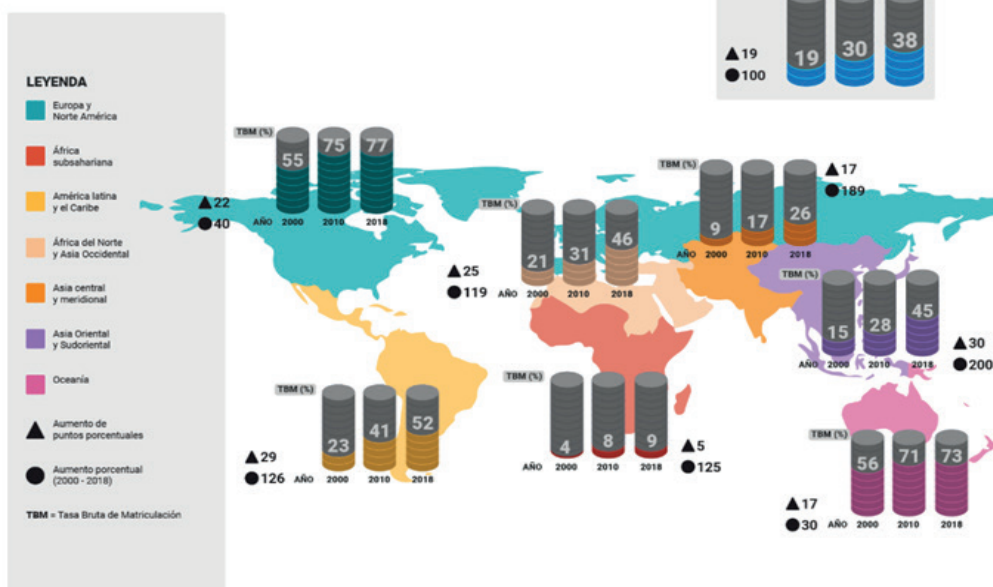 19 30 38
▲19
●100
LEYENDA
Europa y
Norte América
África
subsahariana
América latina
y el Caribe
África del Norte
y Asia Occidental
Asia central
y meridional
Asia Oriental
y Sudoriental
Oceanía
Aumento de
puntos porcentuales
Aumento porcentual
(2000 - 2018)
TBM = Tasa Bruta de Matriculación
TBM (%)
55 75 77
▲22
●40
AÑO 2000 2010 2018
TBM (%)
21 31 46
▲25
●119
AÑO 2000 2010 2018
TBM (%)
9 17 26
▲17
●189
AÑO 2000 2010 2018
TBM (%)
15 28 45
▲30
●200
AÑO 2000 2010 2018
TBM (%)
23 41 52
▲29
●126
AÑO 2000 2010 2018
TBM (%)
4 8 9
▲5
●125
AÑO 2000 2010 2018
TBM (%)
56 71 73
▲17
●30
AÑO 2000 2010 2018